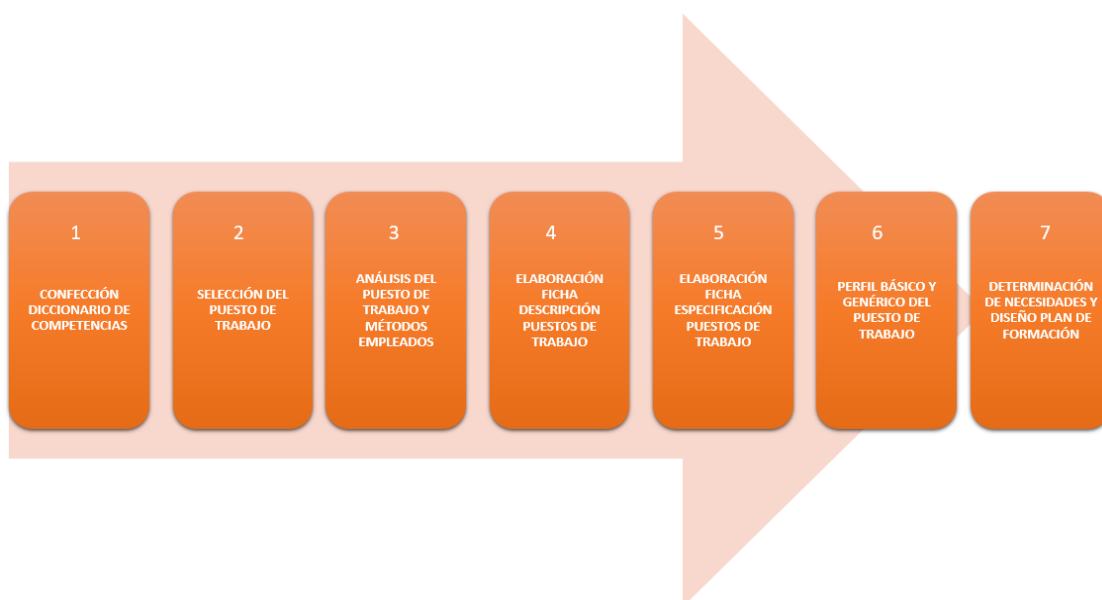 1
CONFECCIÓN
DICCIONARIO DE
COMPETENCIAS
2
SELECCIÓN DEL
PUESTO DE
TRABAJO
3
ANÁLISIS DEL
PUESTO DE
TRABAJO Y
MÉTODOS
EMPLEADOS
4
ELABORACIÓN
FICHA
DESCRIPCIÓN
PUESTOS DE
TRABAJO
5
ELABORACIÓN
FICHA
ESPECIFICACIÓN
PUESTOS DE
TRABAJO
6
PERFIL BÁSICO Y
GENÉRICO DEL
PUESTO DE
TRABAJO
7
DETERMINACIÓN
DE NECESIDADES Y
DISEÑO PLAN DE
FORMACIÓN